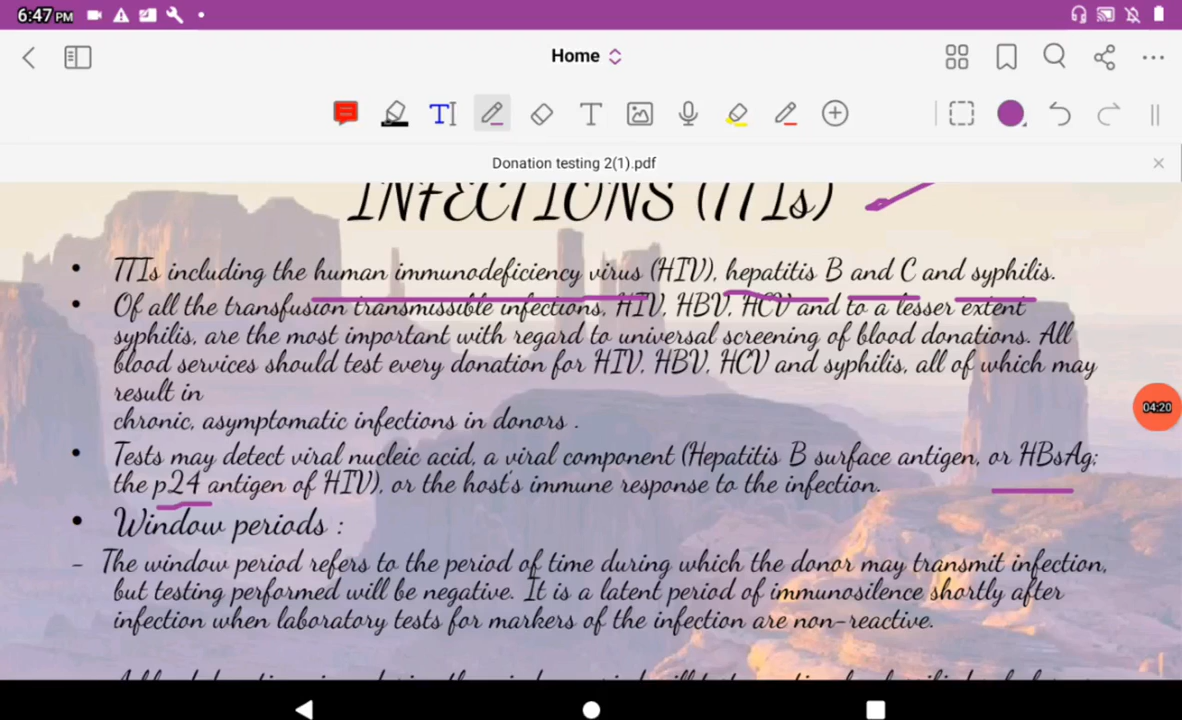 6:47 PM
Home
T
T
Donation testing 2(1).pdf
INFECTIONS (TTIs)
• TTIs including the human immunodeficiency virus (HIV), hepatitis B and C and syphilis.
• Of all the transfusion transmissible infections, HIV, HBV, HCV and to a lesser extent
syphilis, are the most important with regard to universal screening of blood donations. All
blood services should test every donation for HIV, HBV, HCV and syphilis, all of which may
result in
chronic, asymptomatic infections in donors .
• Tests may detect viral nucleic acid, a viral component (Hepatitis B surface antigen, or HBsAg;
the p24 antigen of HIV), or the host's immune response to the infection.
• Window periods :
- The window period refers to the period of time during which the donor may transmit infection,
but testing performed will be negative. It is a latent period of immunosilence shortly after
infection when laboratory tests for markers of the infection are non-reactive.
04:20